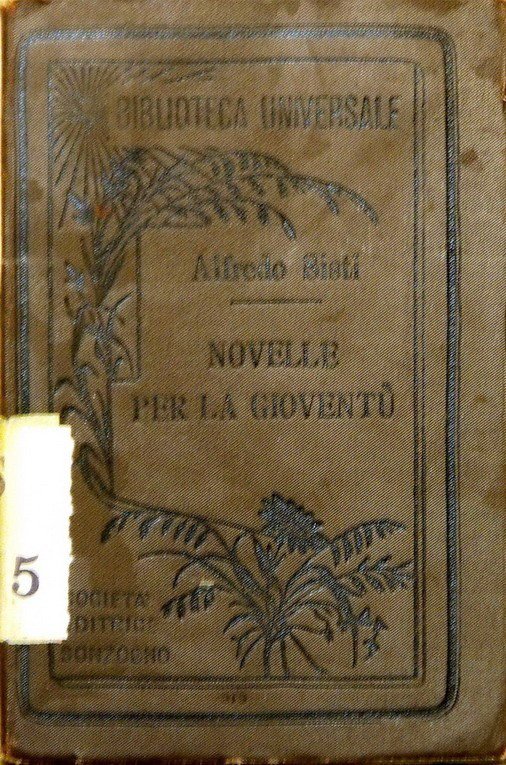 BIBLIOTECA UNIVERSALE
Alfredo Bisti
NOVELLE
PER LA GIOVENTÙ
5
SOCIETA'
EDITRICE
SONZOGNO